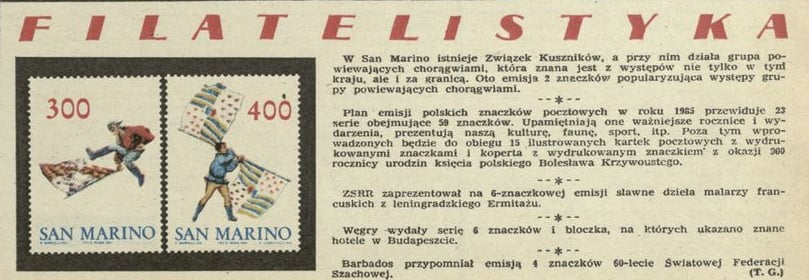 FILATELISTYKA
300
400
SAN MARINO
SAN MARINO
W San Marino istnieje Związek Kuszników, a przy nim działa grupa po-
wiewających chorągwiami, która znana jest z występów nie tylko w tym
kraju, ale i za granicą. Oto emisja 2 znaczków popularyzująca występy gru-
py powiewających chorągwiami.
--*--
Plan emisji polskich znaczków pocztowych w roku 1985 przewiduje 23
serie obejmujące 59 znaczków. Upamiętniają one ważniejsze rocznice i wy-
darzenia, prezentują naszą kulturę, faunę, sport, itp. Poza tym wpro-
wadzonych będzie do obiegu 15 ilustrowanych kartek pocztowych z wydru-
kowanymi znaczkami i koperta z wydrukowanym znaczkiem z okazji 900
rocznicy urodzin księcia polskiego Bolesława Krzywoustego.
--*--
ZSRR zaprezentował na 6-znaczkowej emisji sławne dzieła malarzy fran-
cuskich z leningradzkiego Ermitażu.
--*--
Węgry wydały serię 6 znaczków i bloczka, na których ukazano znane
hotele w Budapeszcie.
--*--
Barbados przypomniał emisją 4 znaczków 60-lecie Światowej Federacji
Szachowej. (T. G.)